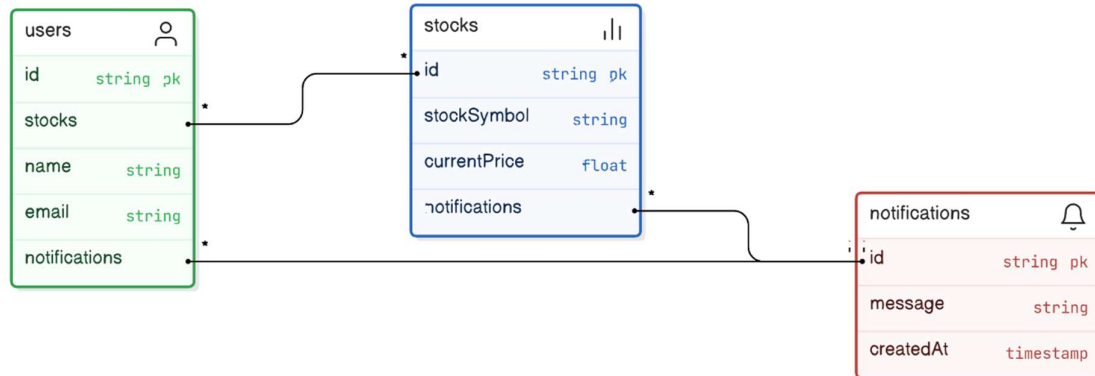 users
id string pk
stocks
name string
email string
notifications
*
*
*
stocks
id string pk
stockSymbol string
currentPrice float
notifications
*
notifications
id string pk
message string
createdAt timestamp